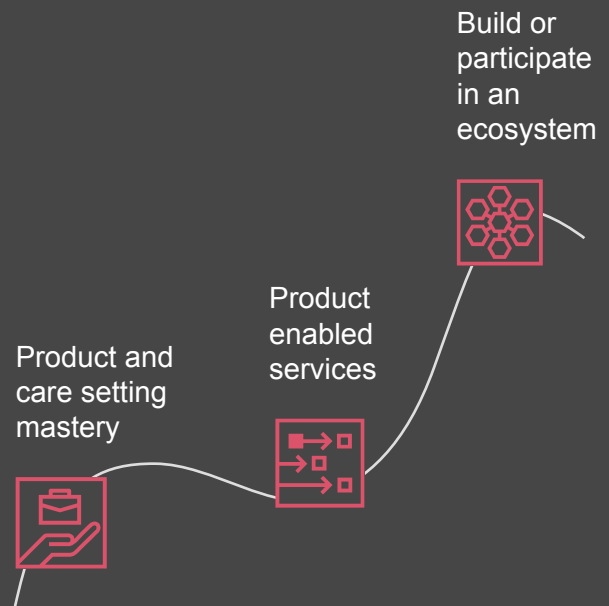 Build or
participate
in an
ecosystem
Product
enabled
services
Product and
care setting
mastery